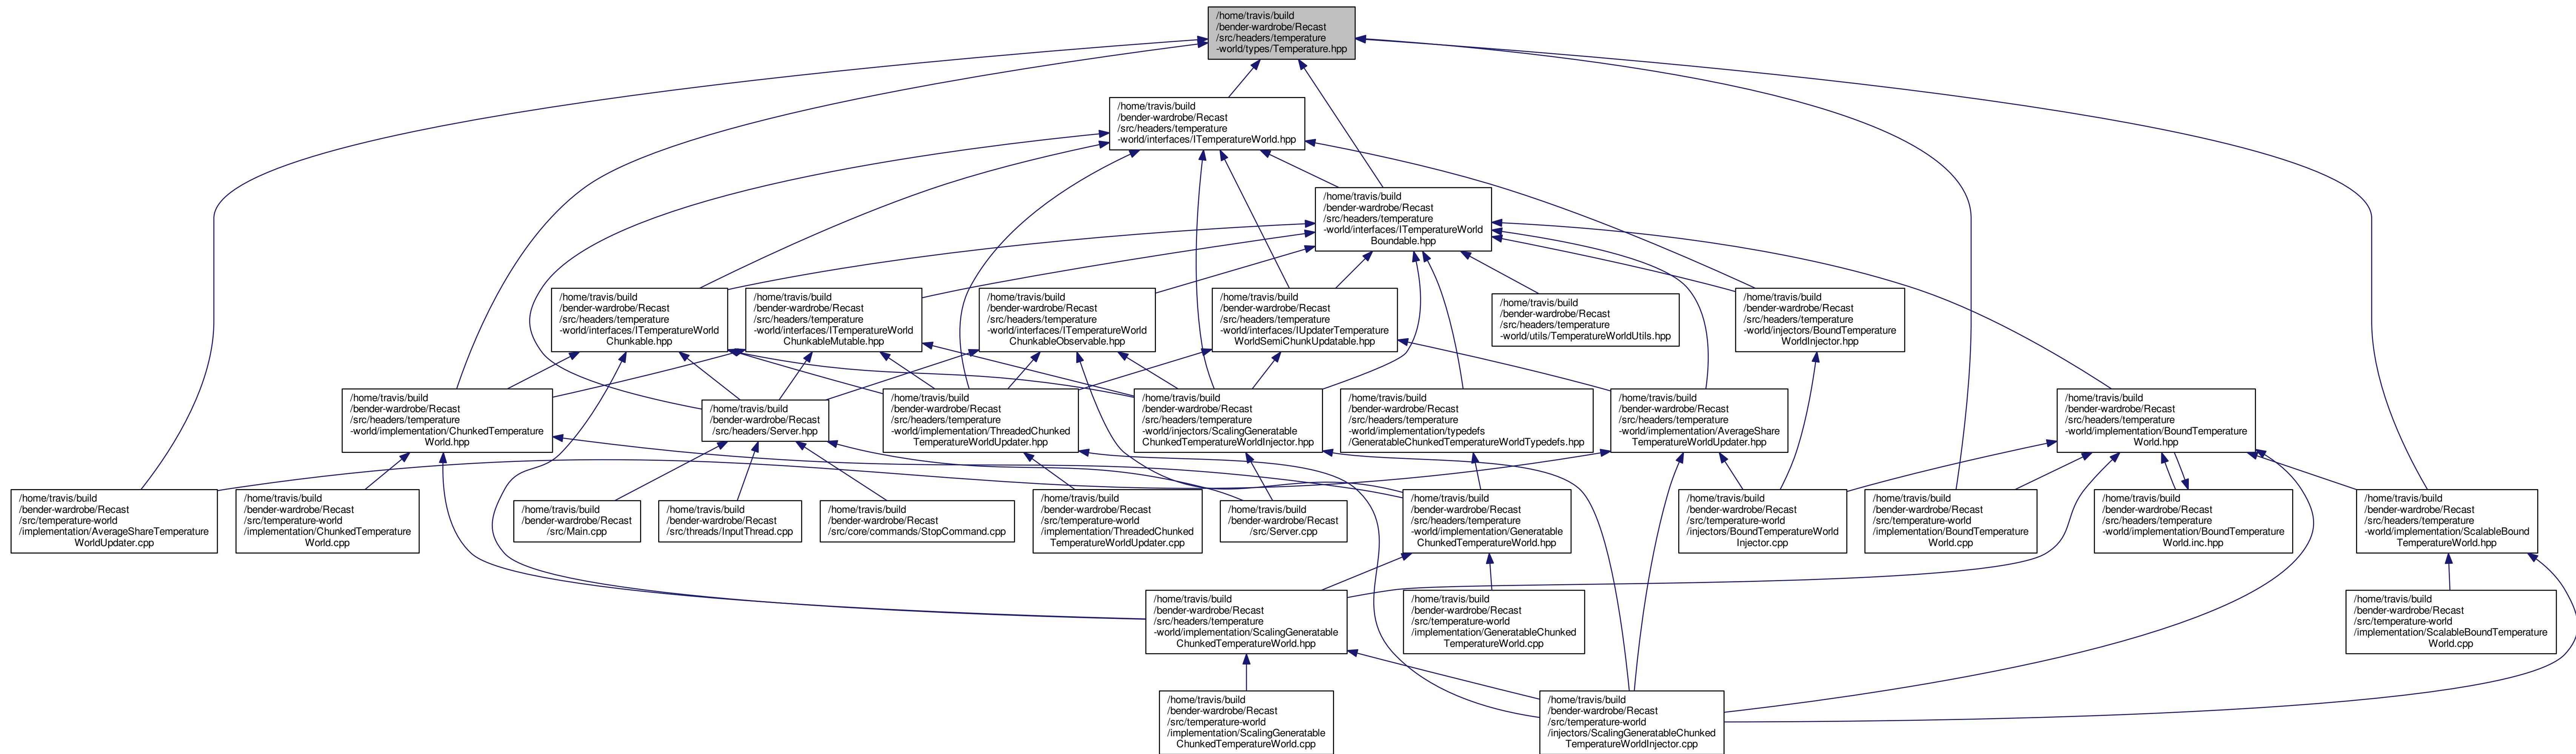 /home/travis/build
/bender-wardrobe/Recast
/src/headers/temperature
-world/types/Temperature.hpp
/home/travis/build
/bender-wardrobe/Recast
/src/headers/temperature
-world/interfaces/ITemperatureWorld.hpp
/home/travis/build
/bender-wardrobe/Recast
/src/headers/temperature
-world/interfaces/ITemperatureWorld
Boundable.hpp
/home/travis/build
/bender-wardrobe/Recast
/src/headers/temperature
-world/interfaces/ITemperatureWorld
Chunkable.hpp
/home/travis/build
/bender-wardrobe/Recast
/src/headers/temperature
-world/interfaces/ITemperatureWorld
ChunkableMutable.hpp
/home/travis/build
/bender-wardrobe/Recast
/src/headers/temperature
-world/interfaces/ITemperatureWorld
ChunkableObservable.hpp
/home/travis/build
/bender-wardrobe/Recast
/src/headers/temperature
-world/interfaces/IUpdaterTemperature
WorldSemiChunkUpdatable.hpp
/home/travis/build
/bender-wardrobe/Recast
/src/headers/temperature
-world/utils/TemperatureWorldUtils.hpp
/home/travis/build
/bender-wardrobe/Recast
/src/headers/temperature
-world/injectors/BoundTemperature
WorldInjector.hpp
/home/travis/build
/bender-wardrobe/Recast
/src/headers/temperature
-world/implementation/ChunkedTemperature
World.hpp
/home/travis/build
/bender-wardrobe/Recast
/src/headers/Server.hpp
/home/travis/build
/bender-wardrobe/Recast
/src/headers/temperature
-world/implementation/ThreadedChunked
TemperatureWorldUpdater.hpp
/home/travis/build
/bender-wardrobe/Recast
/src/headers/temperature
-world/injectors/ScalingGeneratable
ChunkedTemperatureWorldInjector.hpp
/home/travis/build
/bender-wardrobe/Recast
/src/headers/temperature
-world/implementation/typedefs
/GeneratableChunkedTemperatureWorldTypedefs.hpp
/home/travis/build
/bender-wardrobe/Recast
/src/headers/temperature
-world/implementation/AverageShare
TemperatureWorldUpdater.hpp
/home/travis/build
/bender-wardrobe/Recast
/src/headers/temperature
-world/implementation/BoundTemperature
World.hpp
/home/travis/build
/bender-wardrobe/Recast
/src/temperature-world
/implementation/AverageShareTemperature
WorldUpdater.cpp
/home/travis/build
/bender-wardrobe/Recast
/src/temperature-world
/implementation/ChunkedTemperature
World.cpp
/home/travis/build
/bender-wardrobe/Recast
/src/Main.cpp
/home/travis/build
/bender-wardrobe/Recast
/src/threads/InputThread.cpp
/home/travis/build
/bender-wardrobe/Recast
/src/core/commands/StopCommand.cpp
/home/travis/build
/bender-wardrobe/Recast
/src/temperature-world
/implementation/ThreadedChunked
TemperatureWorldUpdater.cpp
/home/travis/build
/bender-wardrobe/Recast
/src/Server.cpp
/home/travis/build
/bender-wardrobe/Recast
/src/headers/temperature
-world/implementation/Generatable
ChunkedTemperatureWorld.hpp
/home/travis/build
/bender-wardrobe/Recast
/src/temperature-world
/injectors/BoundTemperatureWorld
Injector.cpp
/home/travis/build
/bender-wardrobe/Recast
/src/temperature-world
/implementation/BoundTemperature
World.cpp
/home/travis/build
/bender-wardrobe/Recast
/src/headers/temperature
-world/implementation/BoundTemperature
World.inc.hpp
/home/travis/build
/bender-wardrobe/Recast
/src/headers/temperature
-world/implementation/ScalableBound
TemperatureWorld.hpp
/home/travis/build
/bender-wardrobe/Recast
/src/headers/temperature
-world/implementation/ScalingGeneratable
ChunkedTemperatureWorld.hpp
/home/travis/build
/bender-wardrobe/Recast
/src/temperature-world
/implementation/GeneratableChunked
TemperatureWorld.cpp
/home/travis/build
/bender-wardrobe/Recast
/src/temperature-world
/implementation/ScalableBoundTemperature
World.cpp
/home/travis/build
/bender-wardrobe/Recast
/src/temperature-world
/implementation/ScalingGeneratable
ChunkedTemperatureWorld.cpp
/home/travis/build
/bender-wardrobe/Recast
/src/temperature-world
/injectors/ScalingGeneratableChunked
TemperatureWorldInjector.cpp